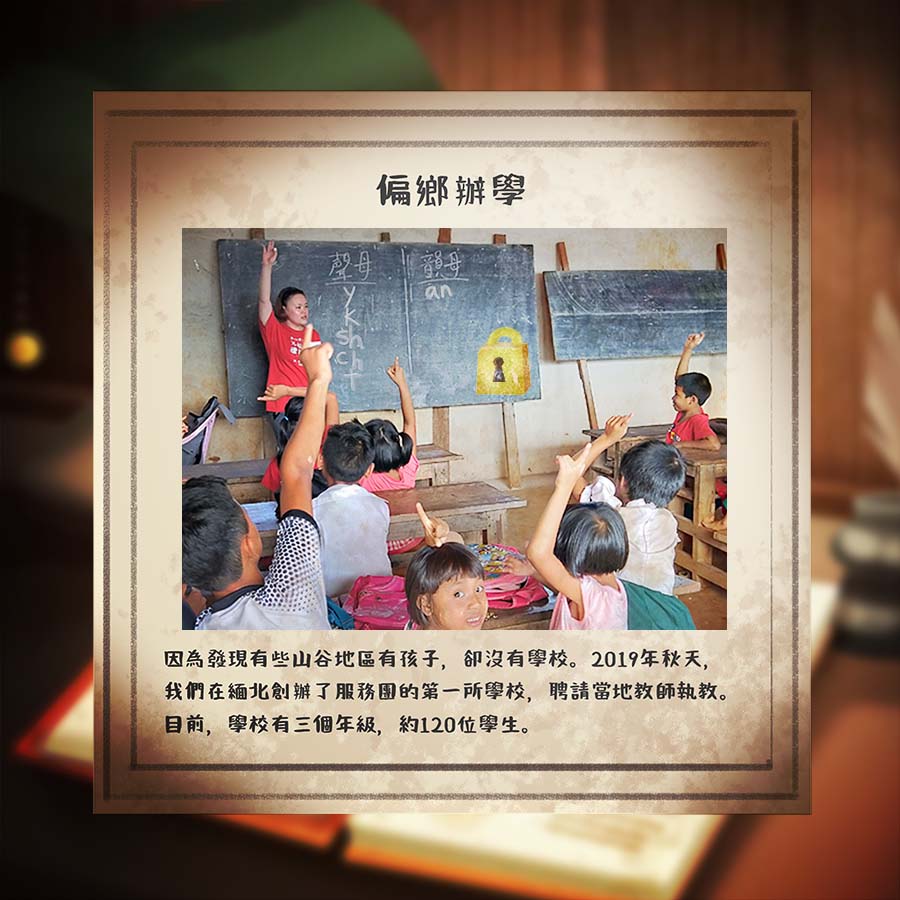 偏鄉辦學
聲母
韻母
y
an
k
sh
ch
因為發現有些山谷地區有孩子，卻沒有學校。2019年秋天，
我們在緬北創辦了服務團的第一所學校，聘請當地教師執教。
目前，學校有三個年級，約120位學生。